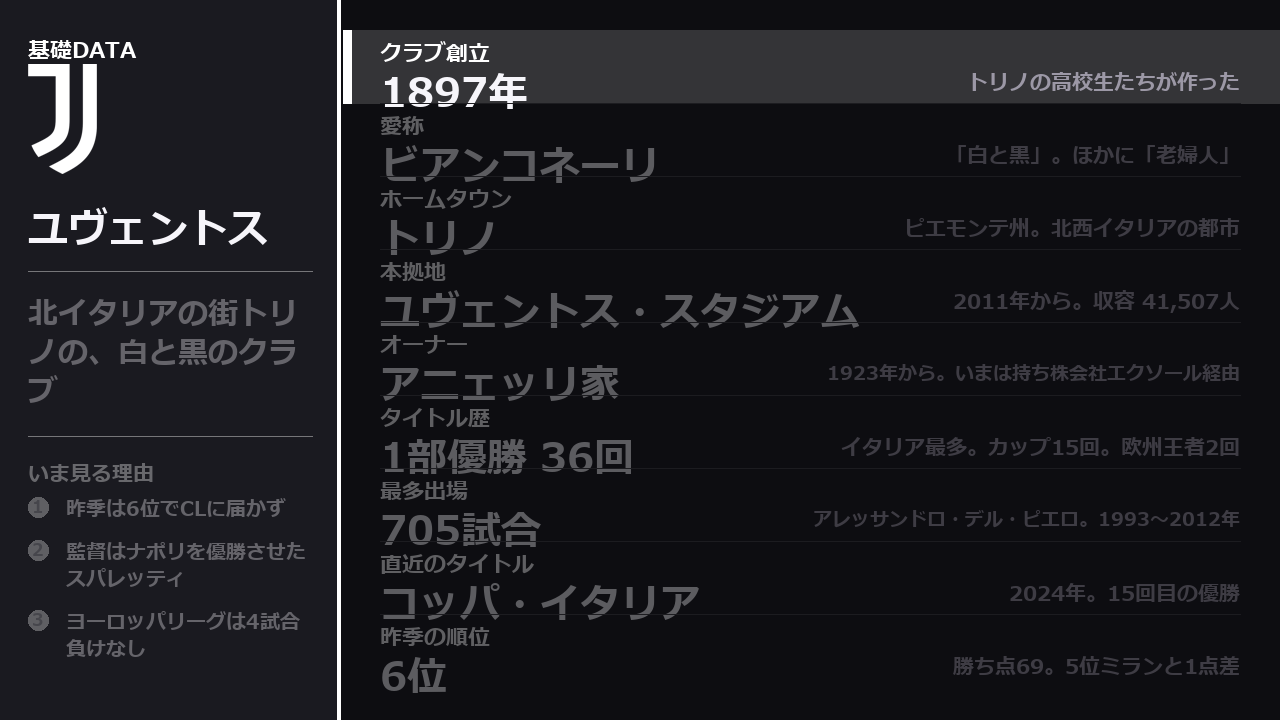 基礎DATA
ユヴェントス
北イタリアの街トリ
ノの、白と黒のクラ
ブ
いま見る理由
1 昨季は6位でCLに届かず
2 監督はナポリを優勝させた
スパレッティ
3 ヨーロッパリーグは4試合
負けなし
クラブ創立
1897年
トリノの高校生たちが作った
愛称
ビアンコネーリ
「白と黒」。ほかに「老婦人」
ホームタウン
トリノ
ピエモンテ州。北西イタリアの都市
本拠地
ユヴェントス・スタジアム
2011年から。収容 41,507人
オーナー
アニェッリ家
1923年から。いまは持ち株会社エクソール経由
タイトル歴
1部優勝 36回
イタリア最多。カップ15回。欧州王者2回
最多出場
705試合
アレッサンドロ・デル・ピエロ。1993〜2012年
直近のタイトル
コッパ・イタリア
2024年。15回目の優勝
昨季の順位
6位
勝ち点69。5位ミランと1点差